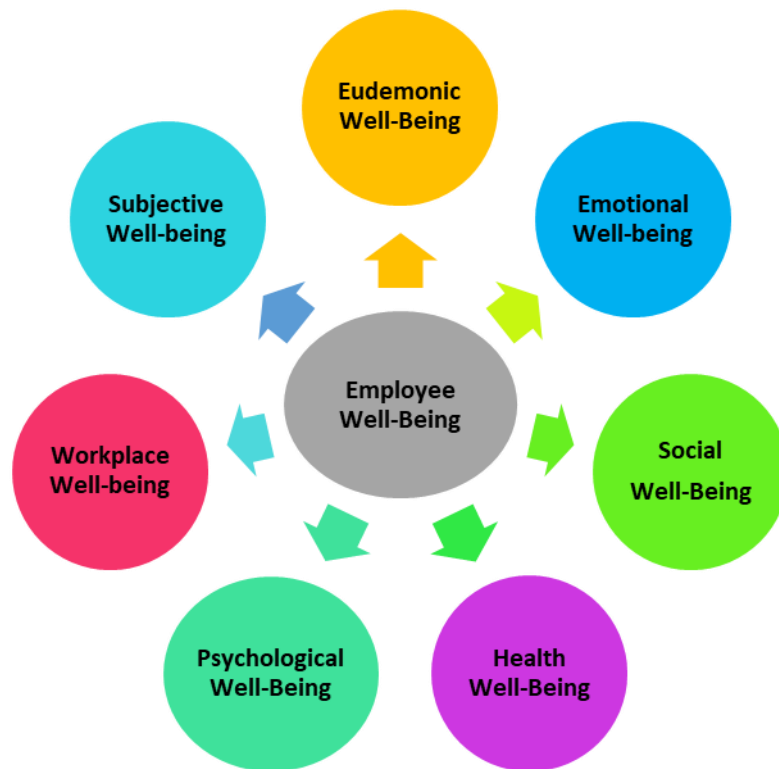 Eudemonic
Well-Being
Emotional
Well-being
Social
Well-Being
Health
Well-Being
Psychological
Well-Being
Workplace
Well-being
Subjective
Well-being
Employee
Well-Being